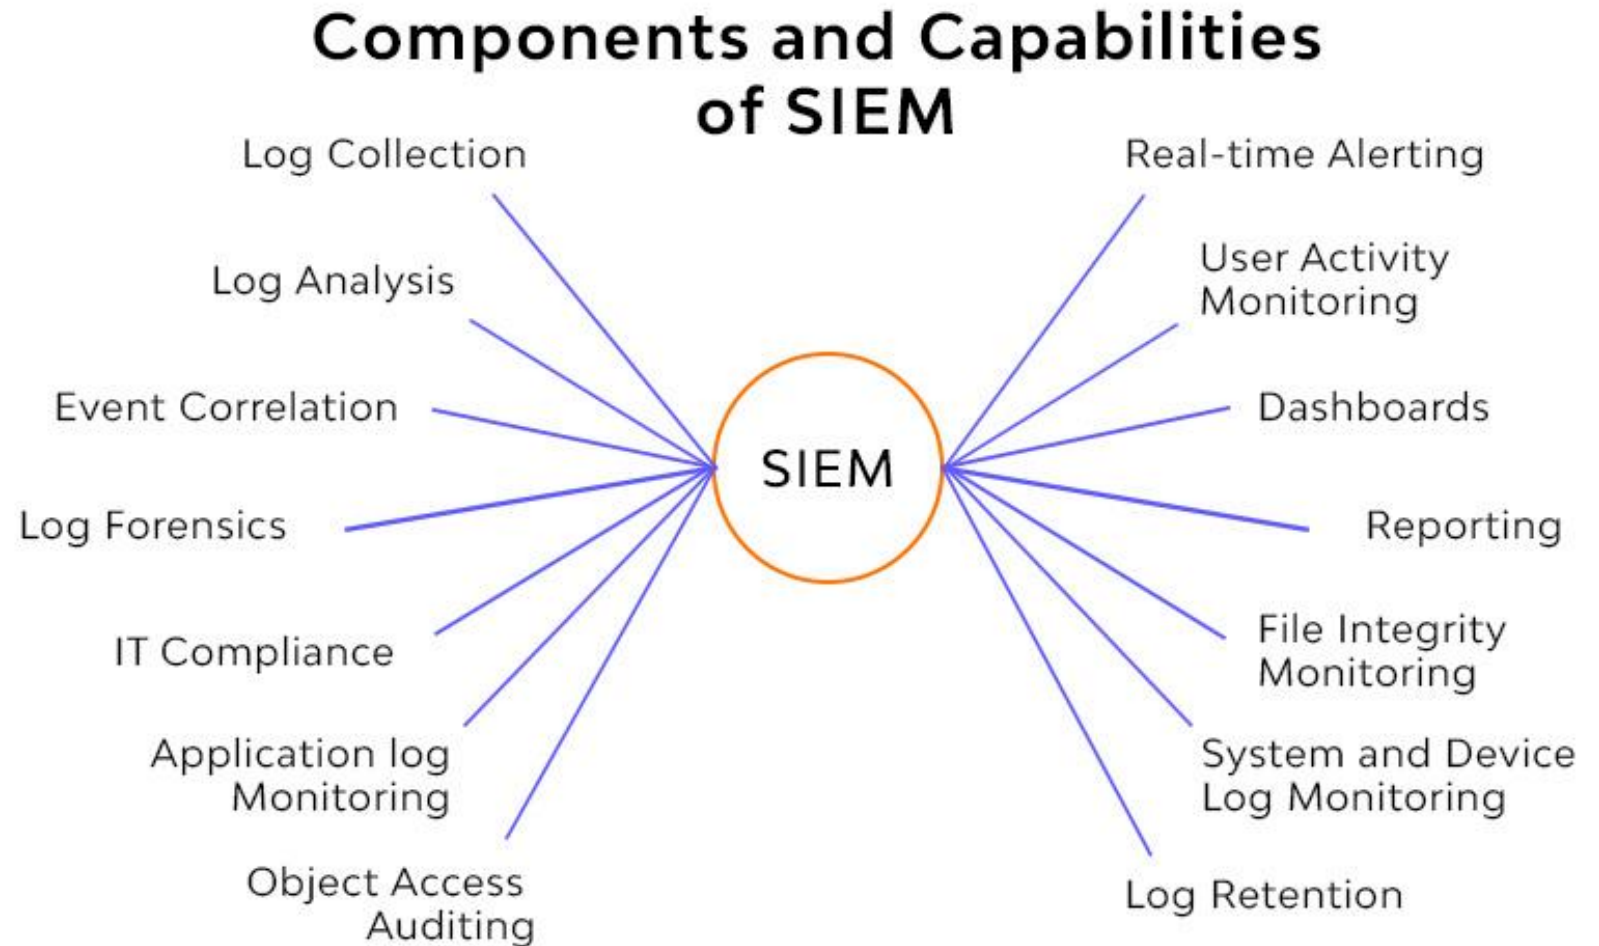 Components and Capabilities
of SIEM
Log Collection
Log Analysis
Event Correlation
Log Forensics
IT Compliance
Application log
Monitoring
Object Access
Auditing
SIEM
Real-time Alerting
User Activity
Monitoring
Dashboards
Reporting
File Integrity
Monitoring
System and Device
Log Monitoring
Log Retention